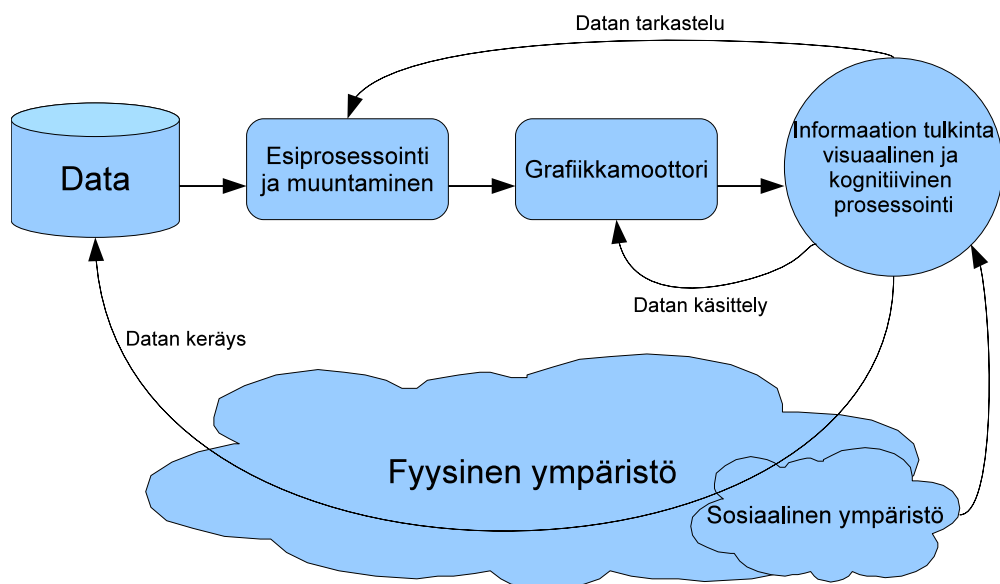 Datan tarkastelu
Data
Esiprosessointi
ja muuntaminen
Grafiikkamoottori
Informaation tulkinta
visuaalinen ja
kognitiivinen
prosessointi
Datan käsittely
Datan keräys
Fyysinen ympäristö
Sosiaalinen ympäristö